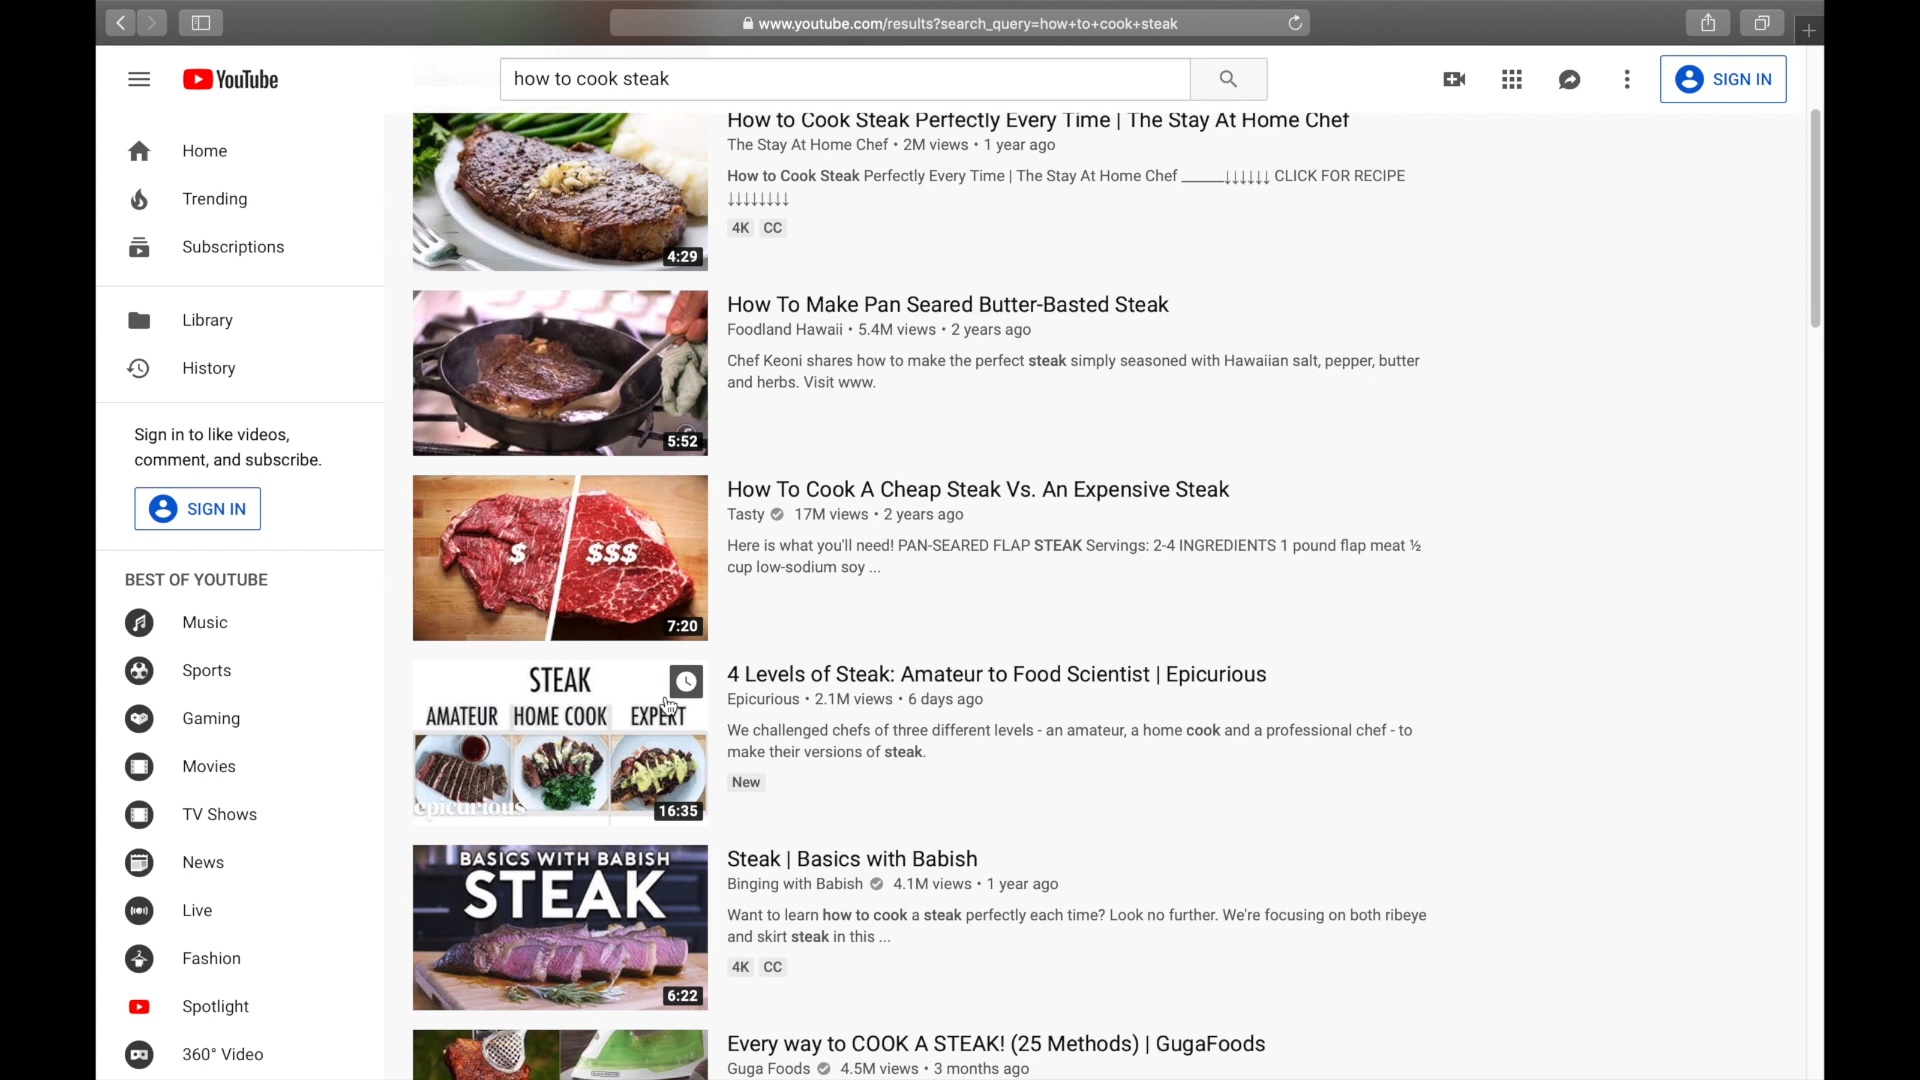 www.youtube.com/results?search_query=how+to+cook+steak
YouTube
how to cook steak
SIGN IN
Home
Trending
Subscriptions
Library
History
Sign in to like videos,
comment, and subscribe.
SIGN IN
BEST OF YOUTUBE
Music
Sports
Gaming
Movies
TV Shows
News
Live
Fashion
Spotlight
360° Video
4:29
How to Cook Steak Perfectly Every Time | The Stay At Home Chef
The Stay At Home Chef • 2M views • 1 year ago
How to Cook Steak Perfectly Every Time | The Stay At Home Chef ______↓↓↓↓↓↓ CLICK FOR RECIPE
↓↓↓↓↓↓↓↓
4K CC
5:52
How To Make Pan Seared Butter-Basted Steak
Foodland Hawaii • 5.4M views • 2 years ago
Chef Keoni shares how to make the perfect steak simply seasoned with Hawaiian salt, pepper, butter
and herbs. Visit www.
$ $$$
7:20
How To Cook A Cheap Steak Vs. An Expensive Steak
Tasty 17M views • 2 years ago
Here is what you'll need! PAN-SEARED FLAP STEAK Servings: 2-4 INGREDIENTS 1 pound flap meat ½
cup low-sodium soy ...
STEAK
AMATEUR HOME COOK EXPERT
epicurious
16:35
4 Levels of Steak: Amateur to Food Scientist | Epicurious
Epicurious • 2.1M views • 6 days ago
We challenged chefs of three different levels - an amateur, a home cook and a professional chef - to
make their versions of steak.
New
BASICS WITH BABISH
STEAK
6:22
Steak | Basics with Babish
Binging with Babish 4.1M views • 1 year ago
Want to learn how to cook a steak perfectly each time? Look no further. We're focusing on both ribeye
and skirt steak in this ...
4K CC
Every way to COOK A STEAK! (25 Methods) | GugaFoods
Guga Foods 4.5M views • 3 months ago